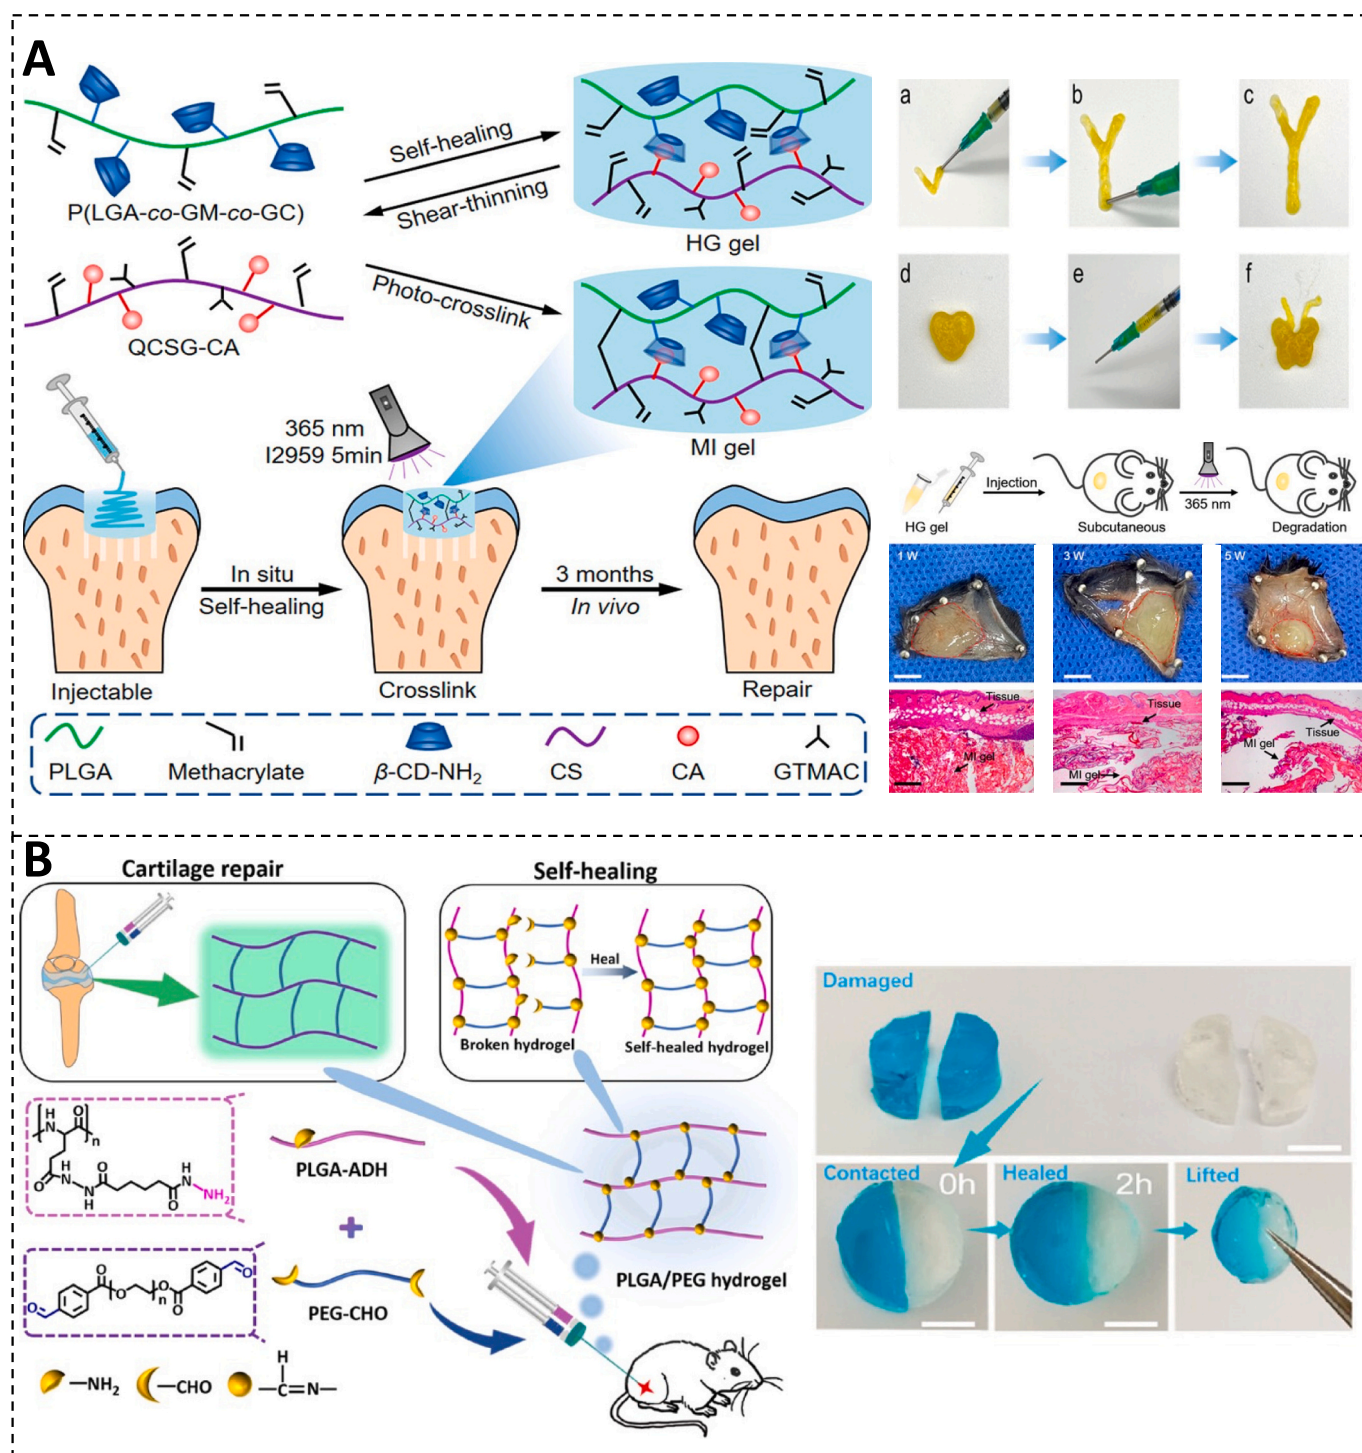 A
P(LGA-co-GM-co-GC)
QCSG-CA
Self-healing
Shear-thinning
Photo-crosslink
HG gel
MI gel
365 nm
I2959 5min
In situ
Self-healing
3 months
In vivo
Injectable
Crosslink
Repair
PLGA
Methacrylate
β-CD-NH2
CS
CA
GTMAC
a
b
c
d
e
f
HG gel
Injection
Subcutaneous
365 nm
Degradation
1 W
3 W
5 W
Tissue
MI gel
Tissue
MI gel
Tissue
MI gel
B
Cartilage repair
Self-healing
Heal
Broken hydrogel
Self-healed hydrogel
H
N
O
n
O
H
N
N
H
O
O
H
N
NH2
PLGA-ADH
+
O
O
O
n
O
O
O
PEG-CHO
PLGA/PEG hydrogel
—NH2
—CHO
H
—C=N—
Damaged
Contacted
0h
Healed
2h
Lifted